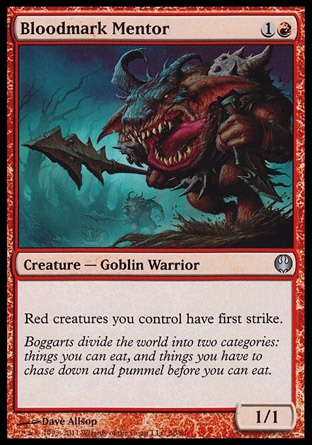 Bloodmark Mentor 1
Creature — Goblin Warrior
Red creatures you control have first strike.
Boggarts divide the world into two categories:
things you can eat, and things you have to
chase down and pummel before you can eat.
Dave Allsop
1/1